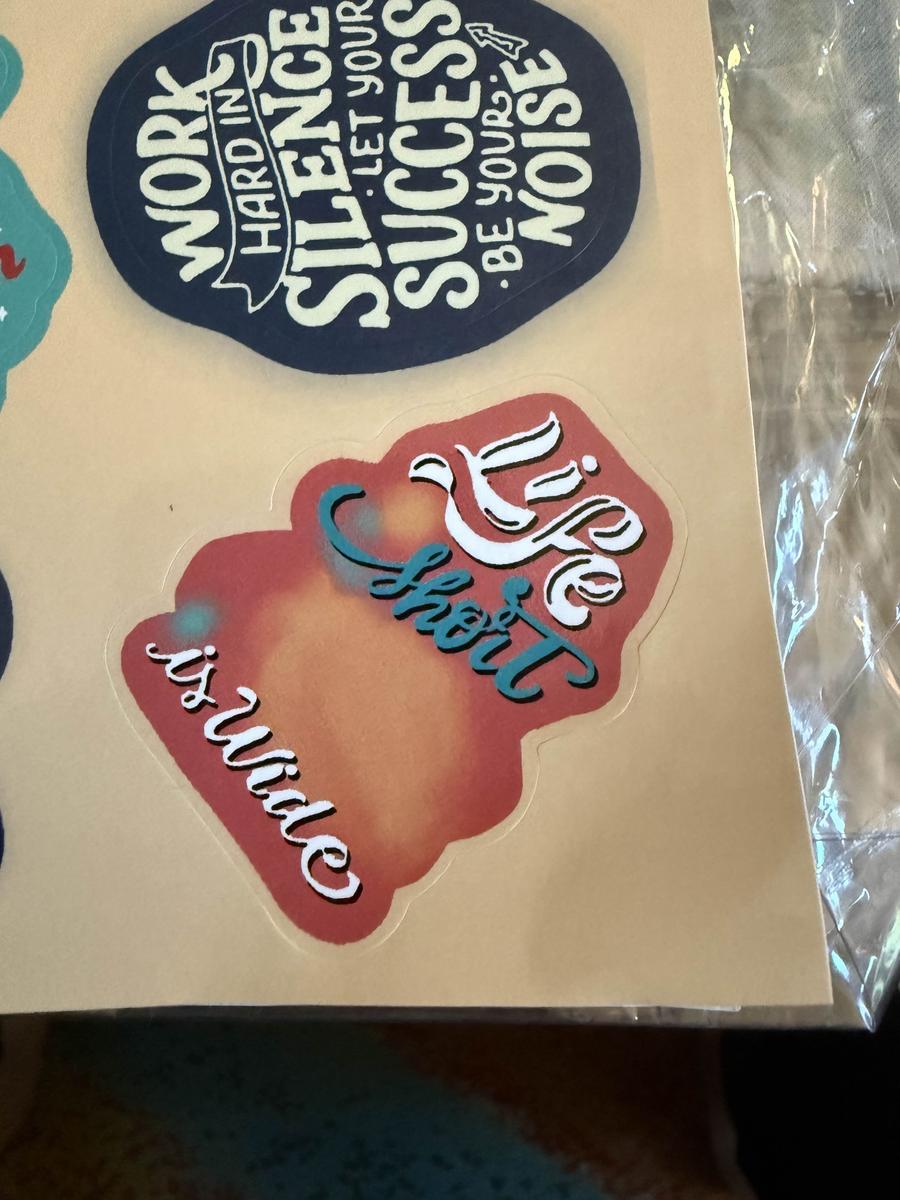 WORK
HARD IN
SILENCE
·LET YOUR
SUCCESS
·BE YOUR·
NOISE
Life
short
is Wide